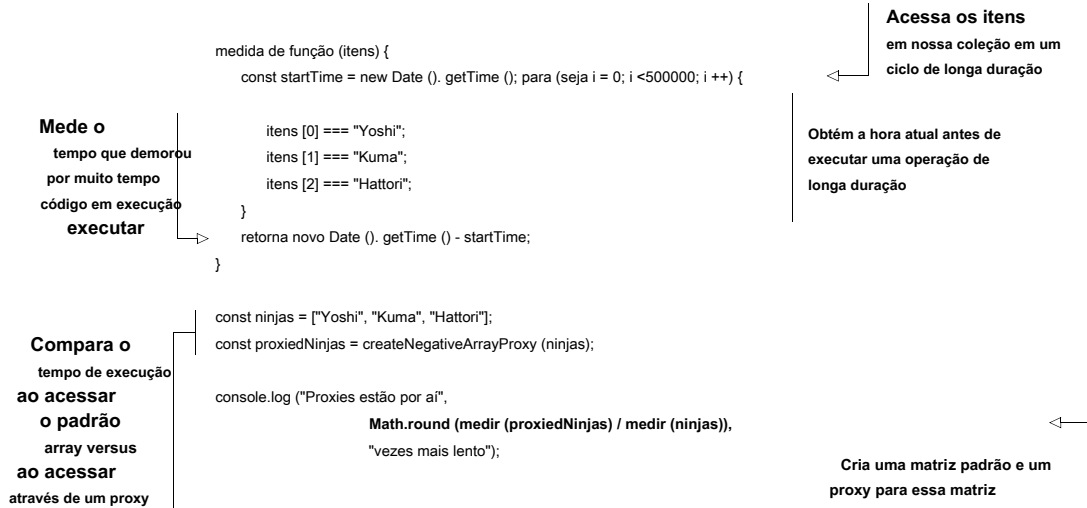 Acessa os itens
em nossa coleção em um
ciclo de longa duração
medida de função (itens) {
const startTime = new Date (). getTime (); para (seja i = 0; i <500000; i ++) {
Mede o
tempo que demorou
por muito tempo
código em execução
executar
itens [0] === "Yoshi";
itens [1] === "Kuma";
itens [2] === "Hattori";
}
retorna novo Date (). getTime () - startTime;
}
Obtém a hora atual antes de
executar uma operação de
longa duração
const ninjas = ["Yoshi", "Kuma", "Hattori"];
const proxiedNinjas = createNegativeArrayProxy (ninjas);
Compara o
tempo de execução
ao acessar
o padrão
array versus
ao acessar
através de um proxy
console.log ("Proxies estão por aí",
Math.round (medir (proxiedNinjas) / medir (ninjas)),
"vezes mais lento");
Cria uma matriz padrão e um
proxy para essa matriz